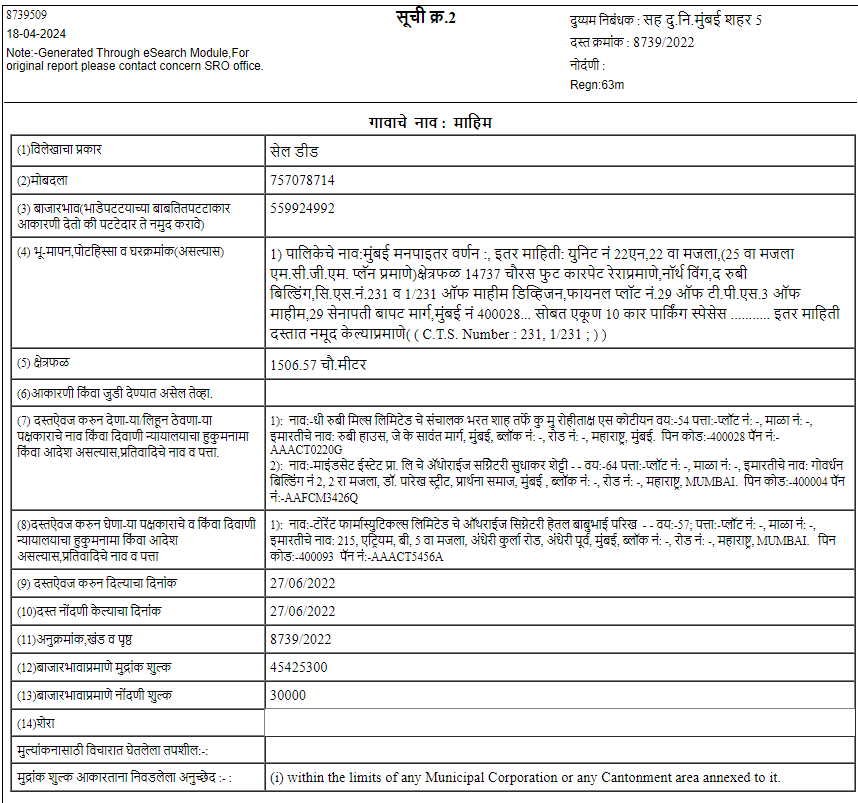 8739509
18-04-2024
Note:-Generated Through eSearch Module,For
original report please contact concern SRO office.
सूची क्र.2
दुय्यम निबंधक : सह दु.नि.मुंबई शहर 5
दस्त क्रमांक : 8739/2022
नोदंणी :
Regn:63m
गावाचे नाव : माहिम
(1)विलेखाचा प्रकार
सेल डीड
(2)मोबदला
757078714
(3) बाजारभाव(भाडेपटटयाच्या बाबतितपटटाकार
आकारणी देतो की पटटेदार ते नमुद करावे)
559924992
(4) भू-मापन,पोटहिस्सा व घरक्रमांक(असल्यास)
1) पालिकेचे नाव:मुंबई मनपाइतर वर्णन :, इतर माहिती: युनिट नं 22एन,22 वा मजला,(25 वा मजला
एम.सी.जी.एम. प्लॅन प्रमाणे)क्षेत्रफळ 14737 चौरस फुट कारपेट रेराप्रमाणे,नॉर्थ विंग,द रुबी
बिल्डिंग,सि.एस.नं.231 व 1/231 ऑफ माहीम डिव्हिजन,फायनल प्लॉट नं.29 ऑफ टी.पी.एस.3 ऑफ
माहीम,29 सेनापती बापट मार्ग,मुंबई नं 400028... सोबत एकूण 10 कार पार्किंग स्पेसेस ........... इतर माहिती
दस्तात नमूद केल्याप्रमाणे( ( C.T.S. Number : 231, 1/231 ; ) )
(5) क्षेत्रफळ
1506.57 चौ.मीटर
(6)आकारणी किंवा जुडी देण्यात असेल तेव्हा.
(7) दस्तऐवज करुन देणा-या/लिहून ठेवणा-या
पक्षकाराचे नाव किंवा दिवाणी न्यायालयाचा हुकुमनामा
किंवा आदेश असल्यास,प्रतिवादिचे नाव व पत्ता.
1): नाव:-धी रुबी मिल्स लिमिटेड चे संचालक भरत शाह तर्फे कु मु रोहीताक्ष एस कोटीयन वय:-54 पत्ता:-प्लॉट नं: -, माळा नं: -,
इमारतीचे नाव: रुबी हाउस, जे के सावंत मार्ग, मुंबई, ब्लॉक नं: -, रोड नं: -, महाराष्ट्र, मुंबई. पिन कोड:-400028 पॅन नं:-
AAACT0220G
2): नाव:-माइंडसेट ईस्टेट प्रा. लि चे ॲथोराईज सग्रिटेरी सुधाकर शेट्टी - - वय:-64 पत्ता:-प्लॉट नं: -, माळा नं: -, इमारतीचे नाव: गोवर्धन
बिल्डिंग नं 2, 2 रा मजला, डॉ. पारेख स्ट्रीट, प्रार्थना समाज, मुंबई , ब्लॉक नं: -, रोड नं: -, महाराष्ट्र, MUMBAI. पिन कोड:-400004 पॅन
नं:-AAFCM3426Q
(8)दस्तऐवज करुन घेणा-या पक्षकाराचे व किंवा दिवाणी
न्यायालयाचा हुकुमनामा किंवा आदेश
असल्यास,प्रतिवादिचे नाव व पत्ता
1): नाव:-टोरेंट फार्मास्युटिकल्स लिमिटेड चे ऑथराईज सिग्नेटरी हेतल बाबुभाई परिख - - वय:-57; पत्ता:-प्लॉट नं: -, माळा नं: -,
इमारतीचे नाव: 215, एट्रियम, बी, 5 वा मजला, अंधेरी कुर्ला रोड, अंधेरी पूर्व, मुंबई, ब्लॉक नं: -, रोड नं: -, महाराष्ट्र, MUMBAI. पिन
कोड:-400093 पॅन नं:-AAACT5456A
(9) दस्तऐवज करुन दिल्याचा दिनांक
27/06/2022
(10)दस्त नोंदणी केल्याचा दिनांक
27/06/2022
(11)अनुक्रमांक,खंड व पृष्ठ
8739/2022
(12)बाजारभावाप्रमाणे मुद्रांक शुल्क
45425300
(13)बाजारभावाप्रमाणे नोंदणी शुल्क
30000
(14)शेरा
मुल्यांकनासाठी विचारात घेतलेला तपशील:-:
मुद्रांक शुल्क आकारताना निवडलेला अनुच्छेद :- :
(i) within the limits of any Municipal Corporation or any Cantonment area annexed to it.